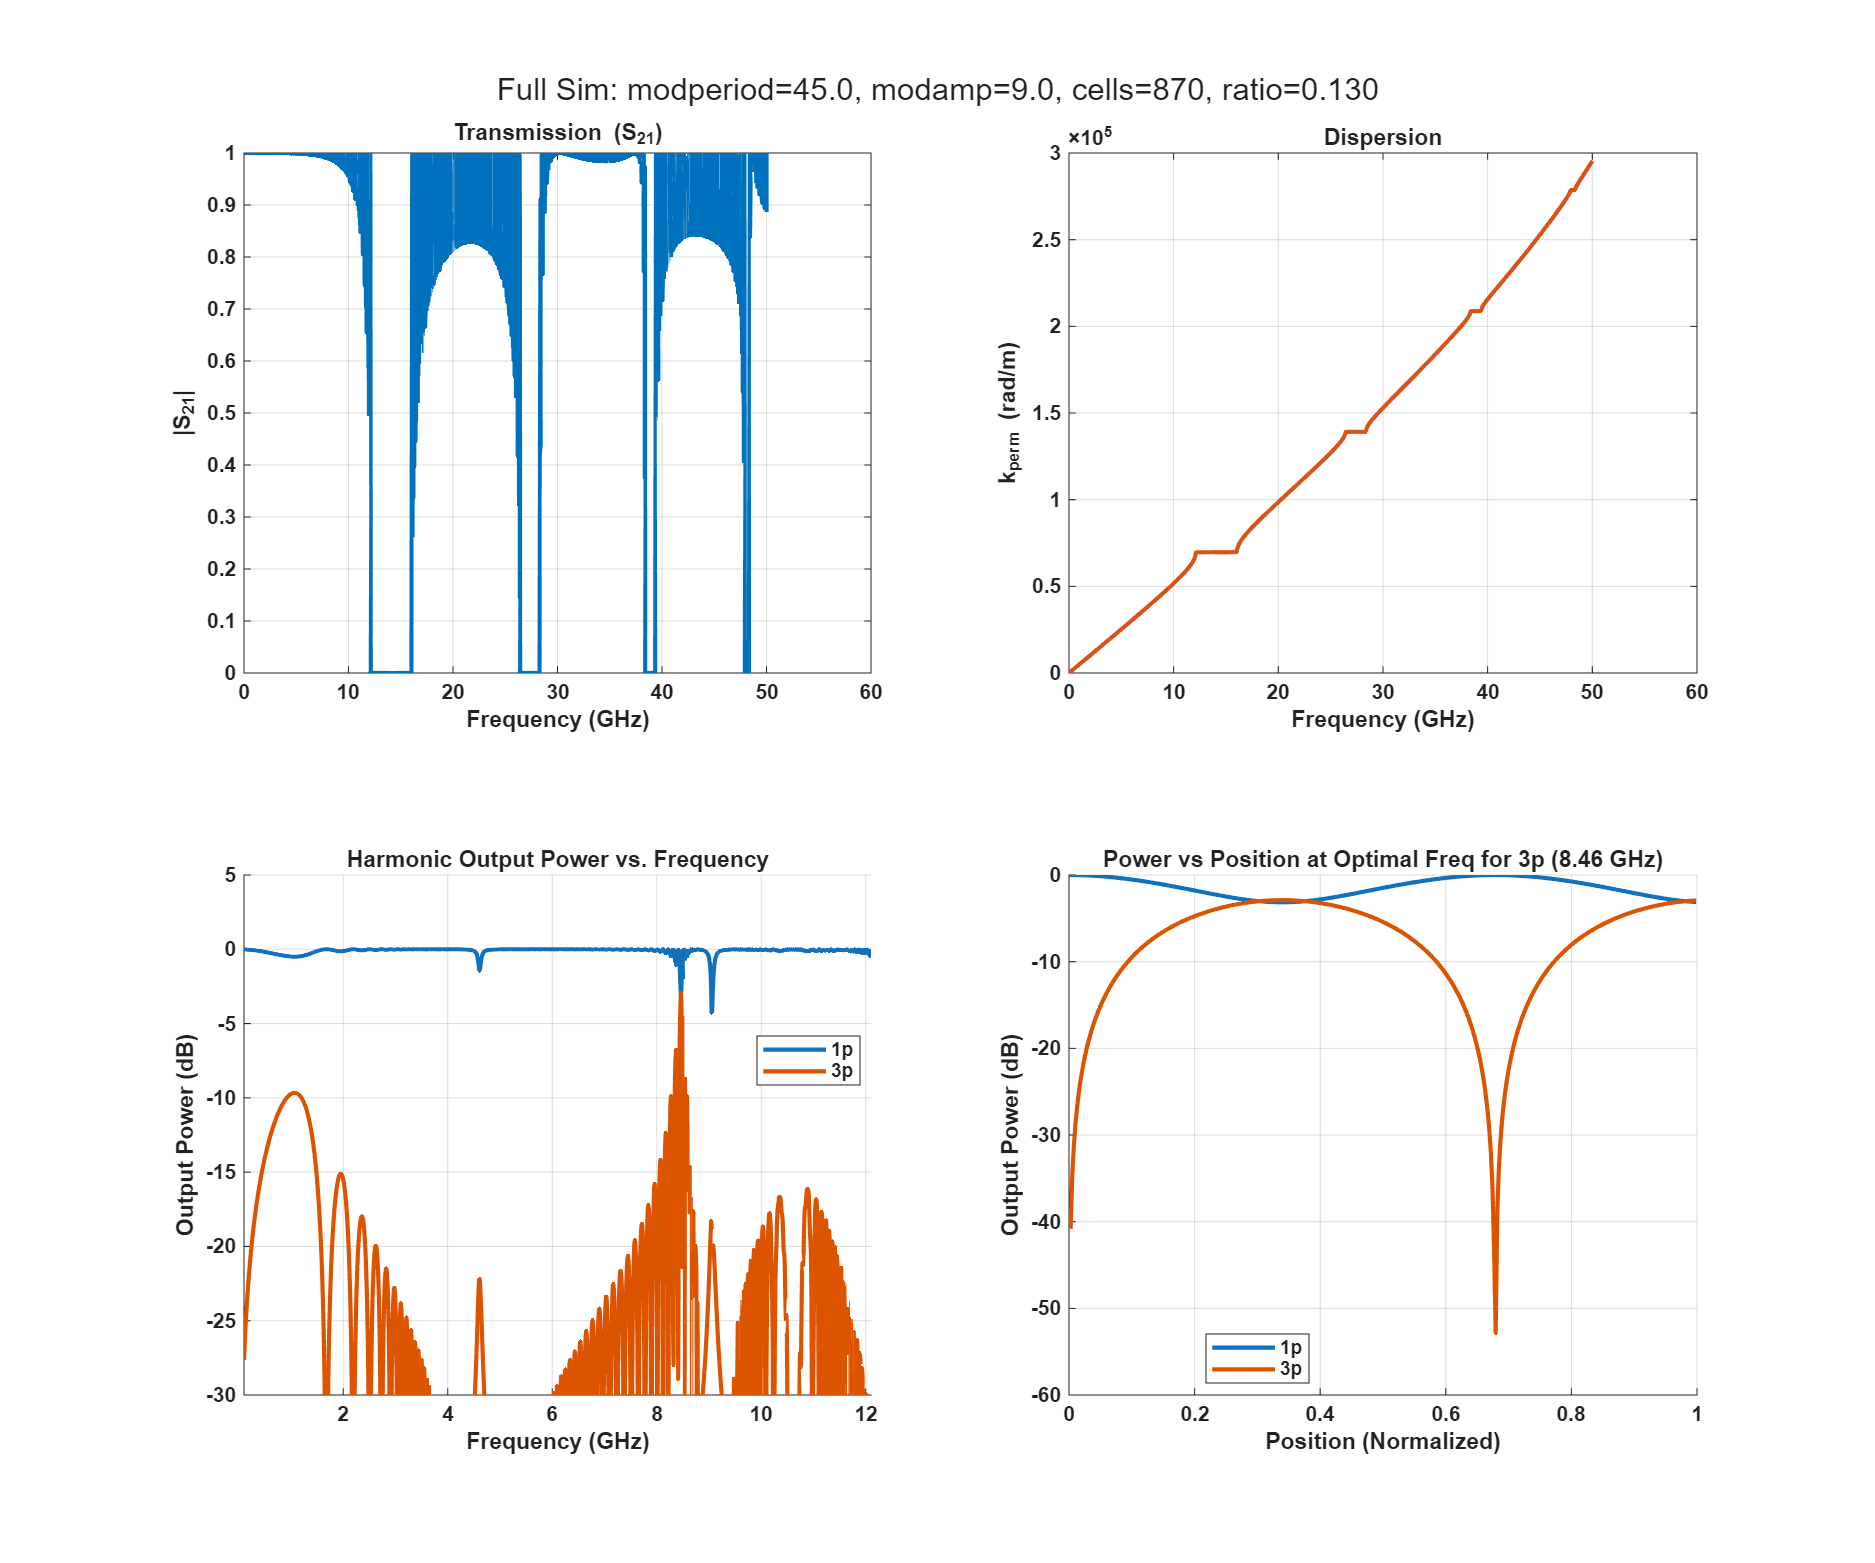 Full Sim: modperiod=45.0, modamp=9.0, cells=870, ratio=0.130
Transmission (S21)
1
0.9
0.8
0.7
0.6
0.5
0.4
0.3
0.2
0.1
0
|S21|
0 10 20 30 40 50 60
Frequency (GHz)
×10^5
Dispersion
3
2.5
2
1.5
1
0.5
0
kperm (rad/m)
0 10 20 30 40 50 60
Frequency (GHz)
Harmonic Output Power vs. Frequency
5
0
-5
-10
-15
-20
-25
-30
Output Power (dB)
1p
3p
2 4 6 8 10 12
Frequency (GHz)
Power vs Position at Optimal Freq for 3p (8.46 GHz)
0
-10
-20
-30
-40
-50
-60
Output Power (dB)
1p
3p
0 0.2 0.4 0.6 0.8 1
Position (Normalized)